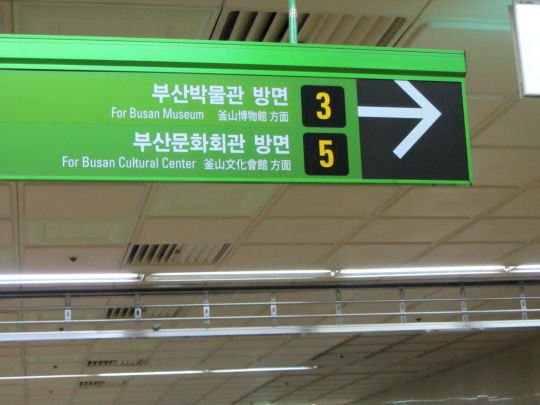 부산박물관 방면
For Busan Museum 釜山博物館 方面
3
부산문화회관 방면
For Busan Cultural Center 釜山文化會館 方面
5